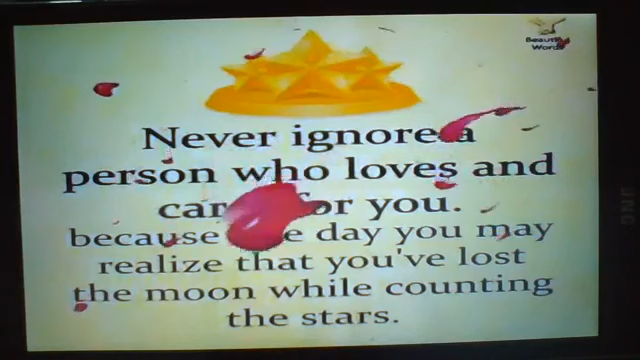 Beautiful
Words
Never ignore a
person who loves and
for you.
because day you may
realize that you've lost
the moon while counting
the stars.